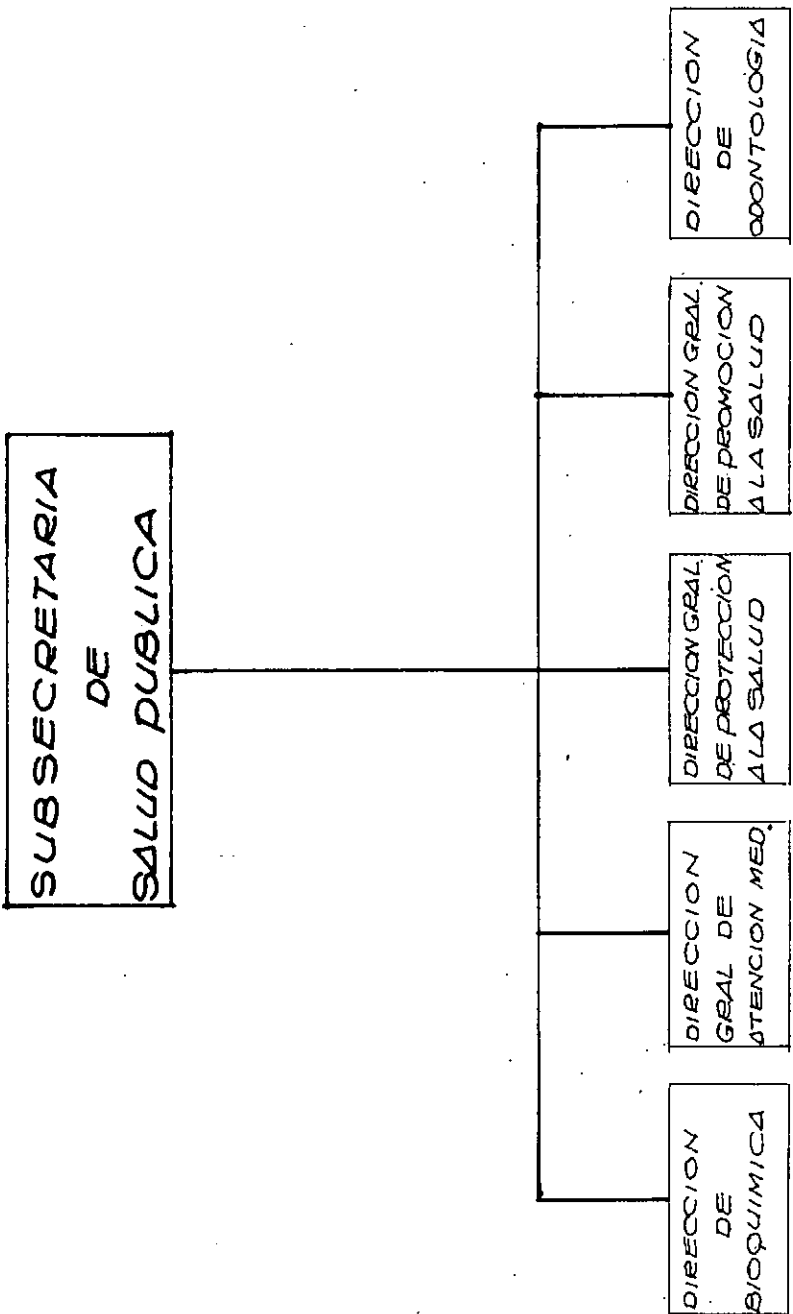 SUBSECRETARIA
DE
SALUD PUBLICA
DIRECCION
DE
BIOQUIMICA
DIRECCION
GRAL DE
ATENCION MED.
DIRECCION GRAL.
DE PROTECCION
A LA SALUD
DIRECCION GRAL.
DE PROMOCION
A LA SALUD
DIRECCION
DE
ODONTOLOGIA